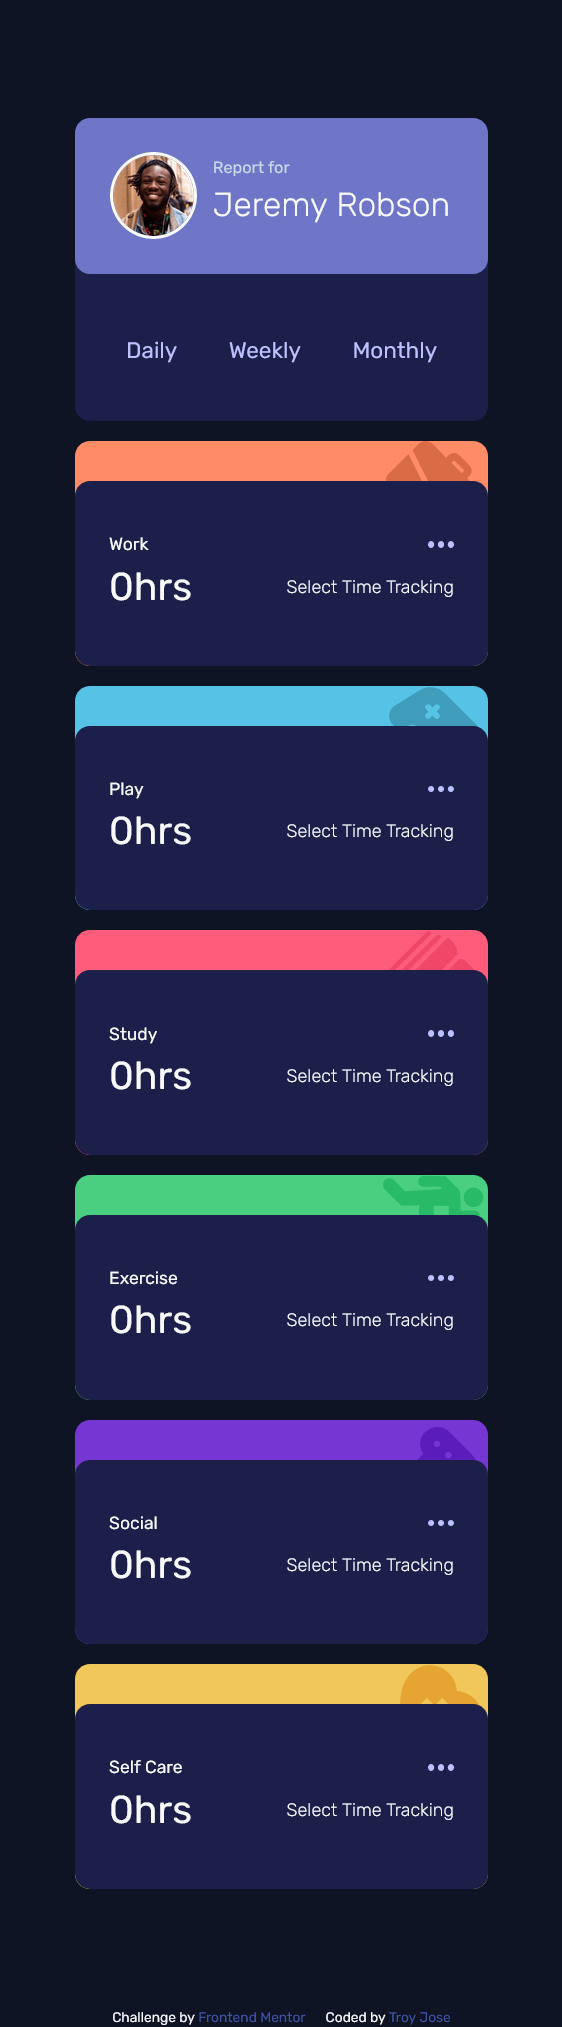 Report for
Jeremy Robson
Daily Weekly Monthly
Work
0hrs Select Time Tracking
Play
0hrs Select Time Tracking
Study
0hrs Select Time Tracking
Exercise
0hrs Select Time Tracking
Social
0hrs Select Time Tracking
Self Care
0hrs Select Time Tracking
Challenge by Frontend Mentor Coded by Troy Jose